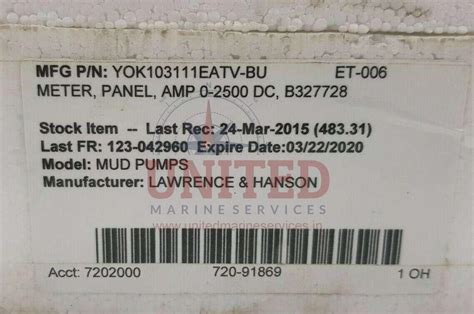 MFG P/N: YOK103111EATV-BU ET-006
METER, PANEL, AMP 0-2500 DC, B327728
Stock Item -- Last Rec: 24-Mar-2015 (483.31)
Last FR: 123-042960 Expire Date:03/22/2020
Model: MUD PUMPS
Manufacturer: LAWRENCE & HANSON
UNITED
MARINE SERVICES
www.unitedmarineservices.in
Acct: 7202000 720-91869 1 OH